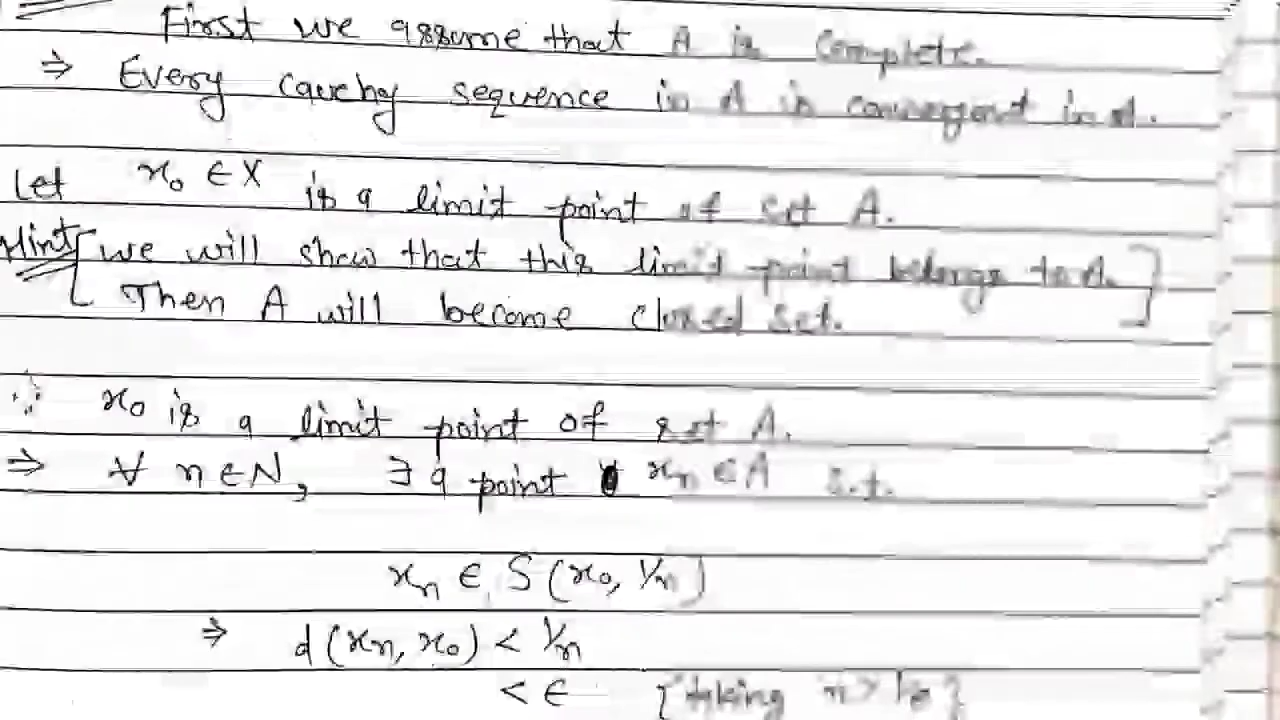 First we assume that A is Complete.
⇒ Every cauchy sequence in A is convergent in A.
Let x₀ ∈ X is a limit point of set A.
Hint [we will show that this limit point belongs to A.]
[Then A will become closed set.]
∵ x₀ is a limit point of set A.
⇒ ∀ n ∈ N, ∃ a point xₙ ∈ A s.t.
xₙ ∈ S(x₀, 1/n)
⇒ d(xₙ, x₀) < 1/n
< ϵ [taking n >